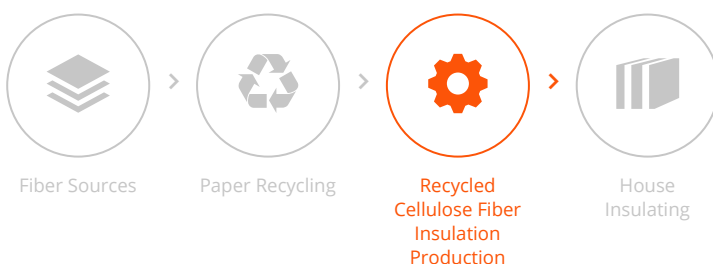 Fiber Sources
Paper Recycling
Recycled
Cellulose Fiber
Insulation
Production
House
Insulating